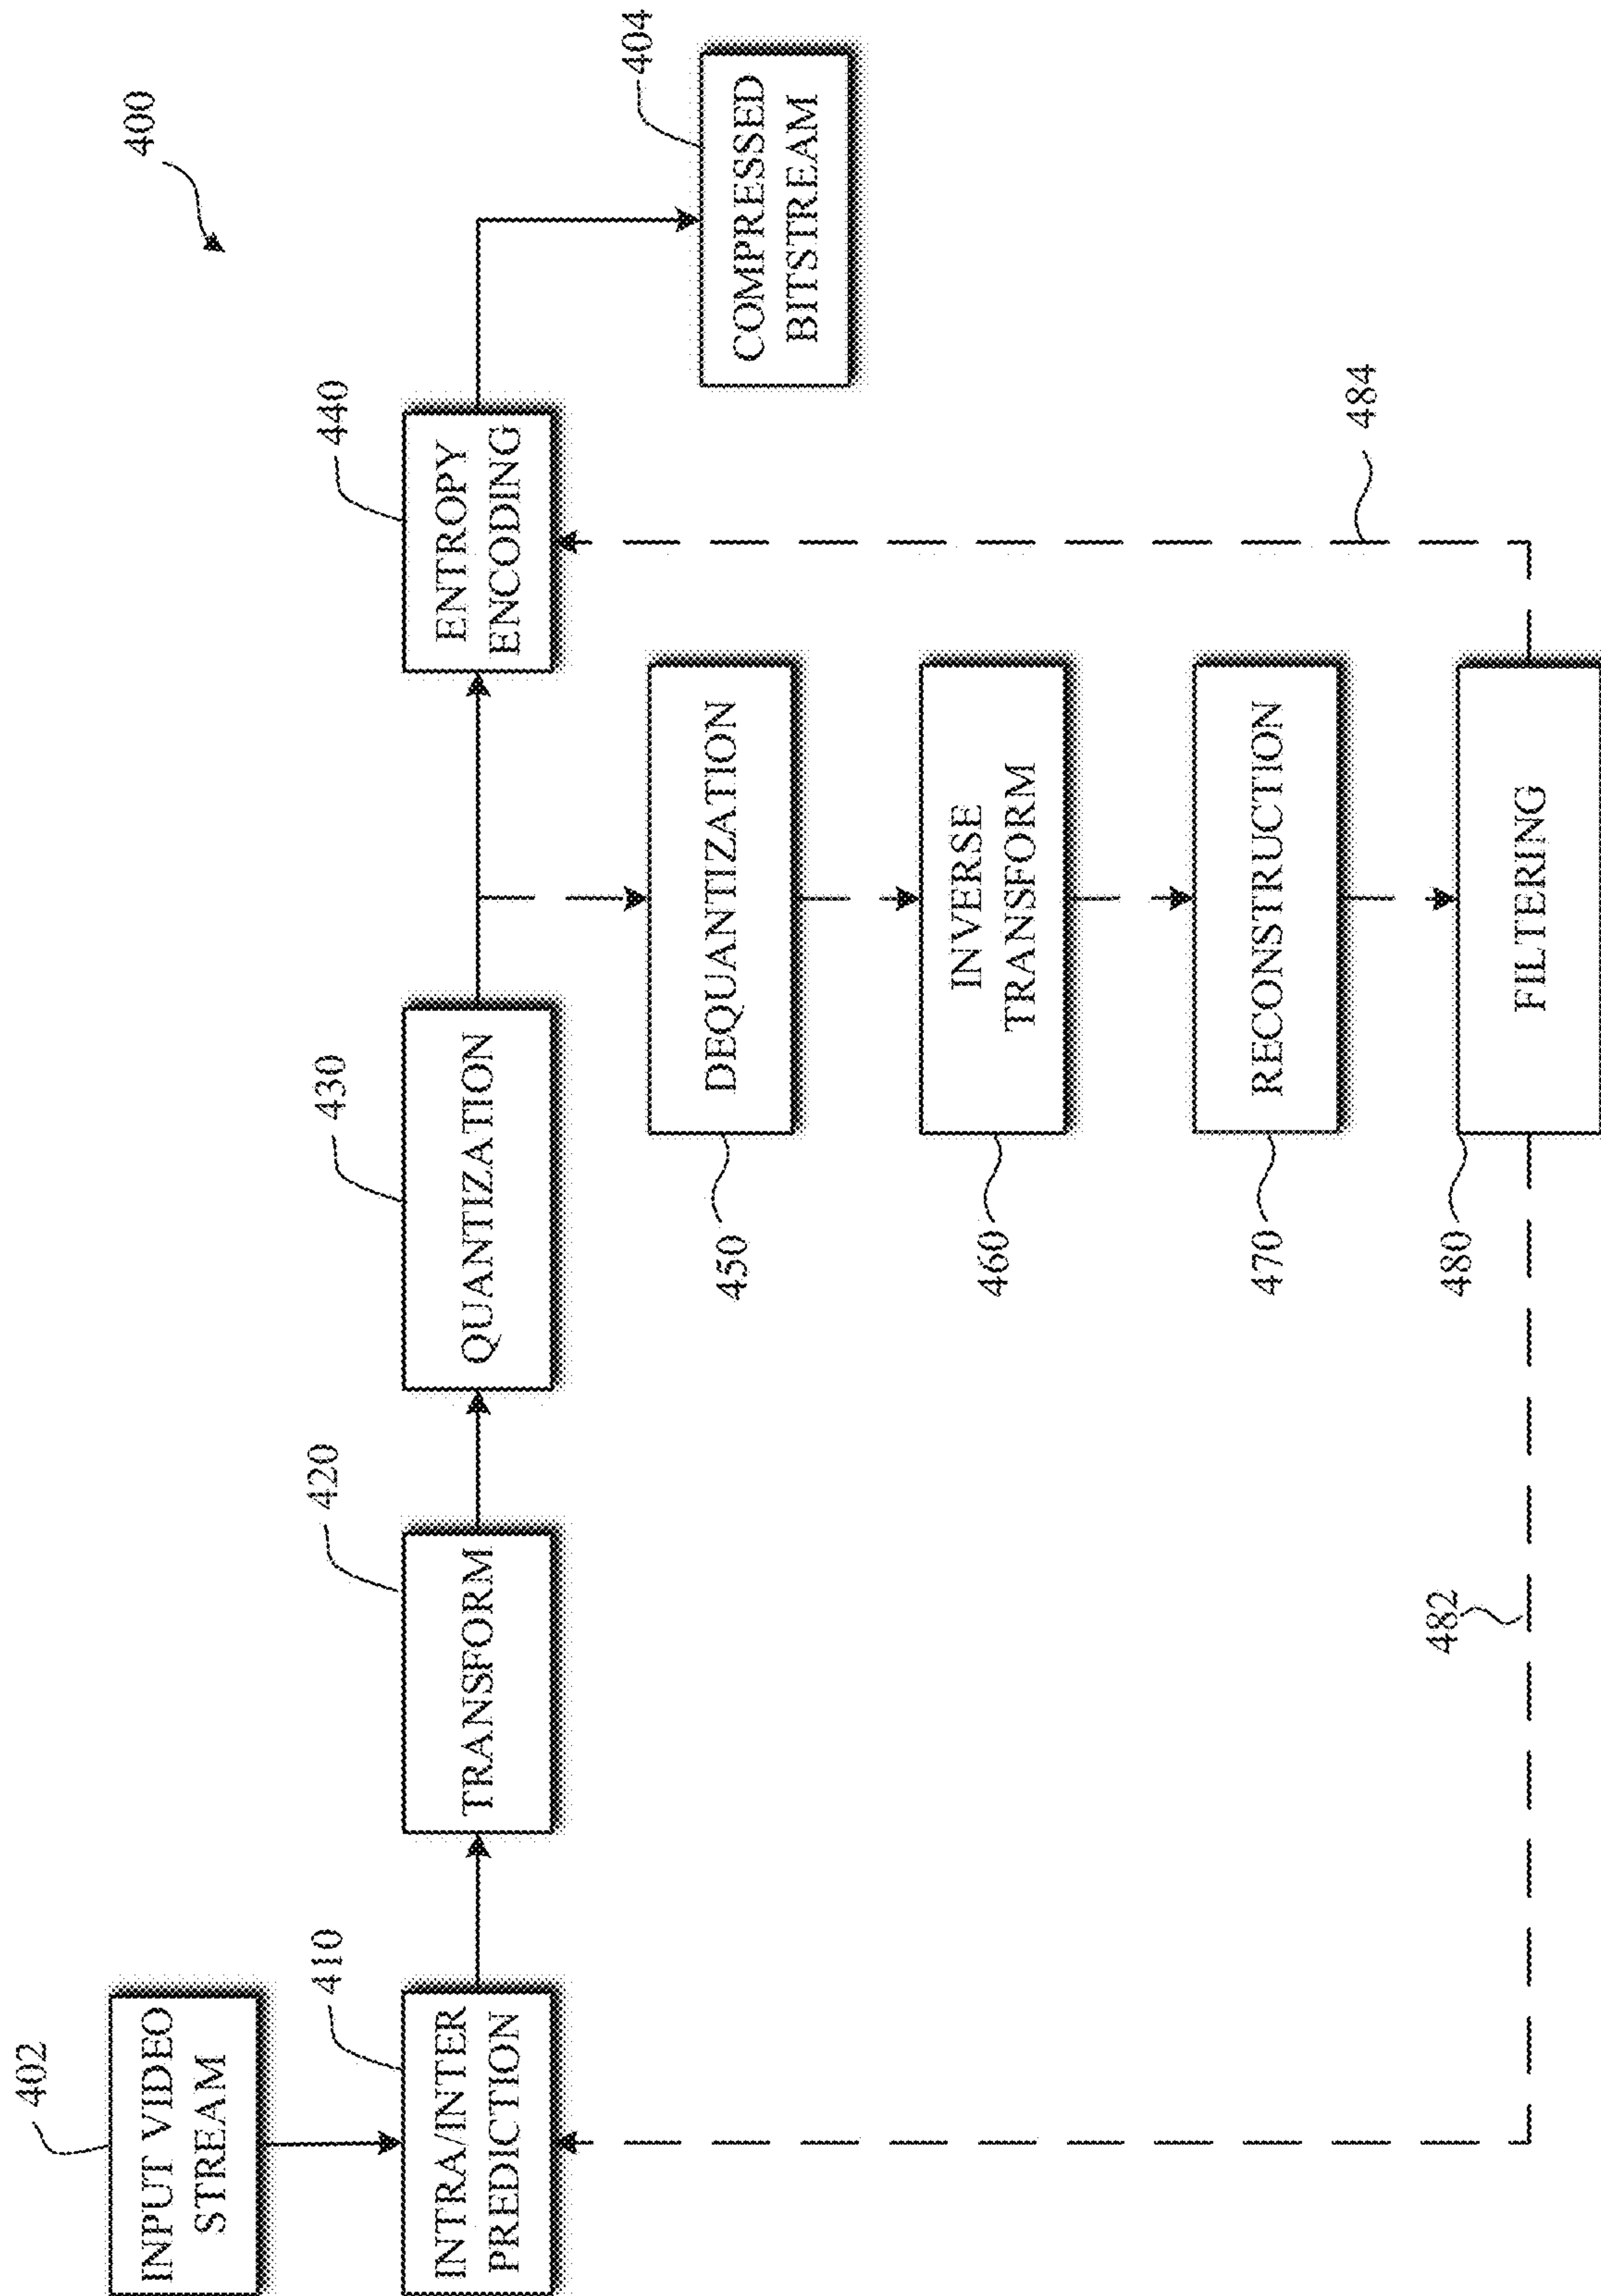 400
402
INPUT VIDEO
STREAM
410
INTRA/INTER
PREDICTION
420
TRANSFORM
430
QUANTIZATION
440
ENTROPY
ENCODING
404
COMPRESSED
BITSTREAM
450
DEQUANTIZATION
460
INVERSE
TRANSFORM
470
RECONSTRUCTION
480
FILTERING
482
484